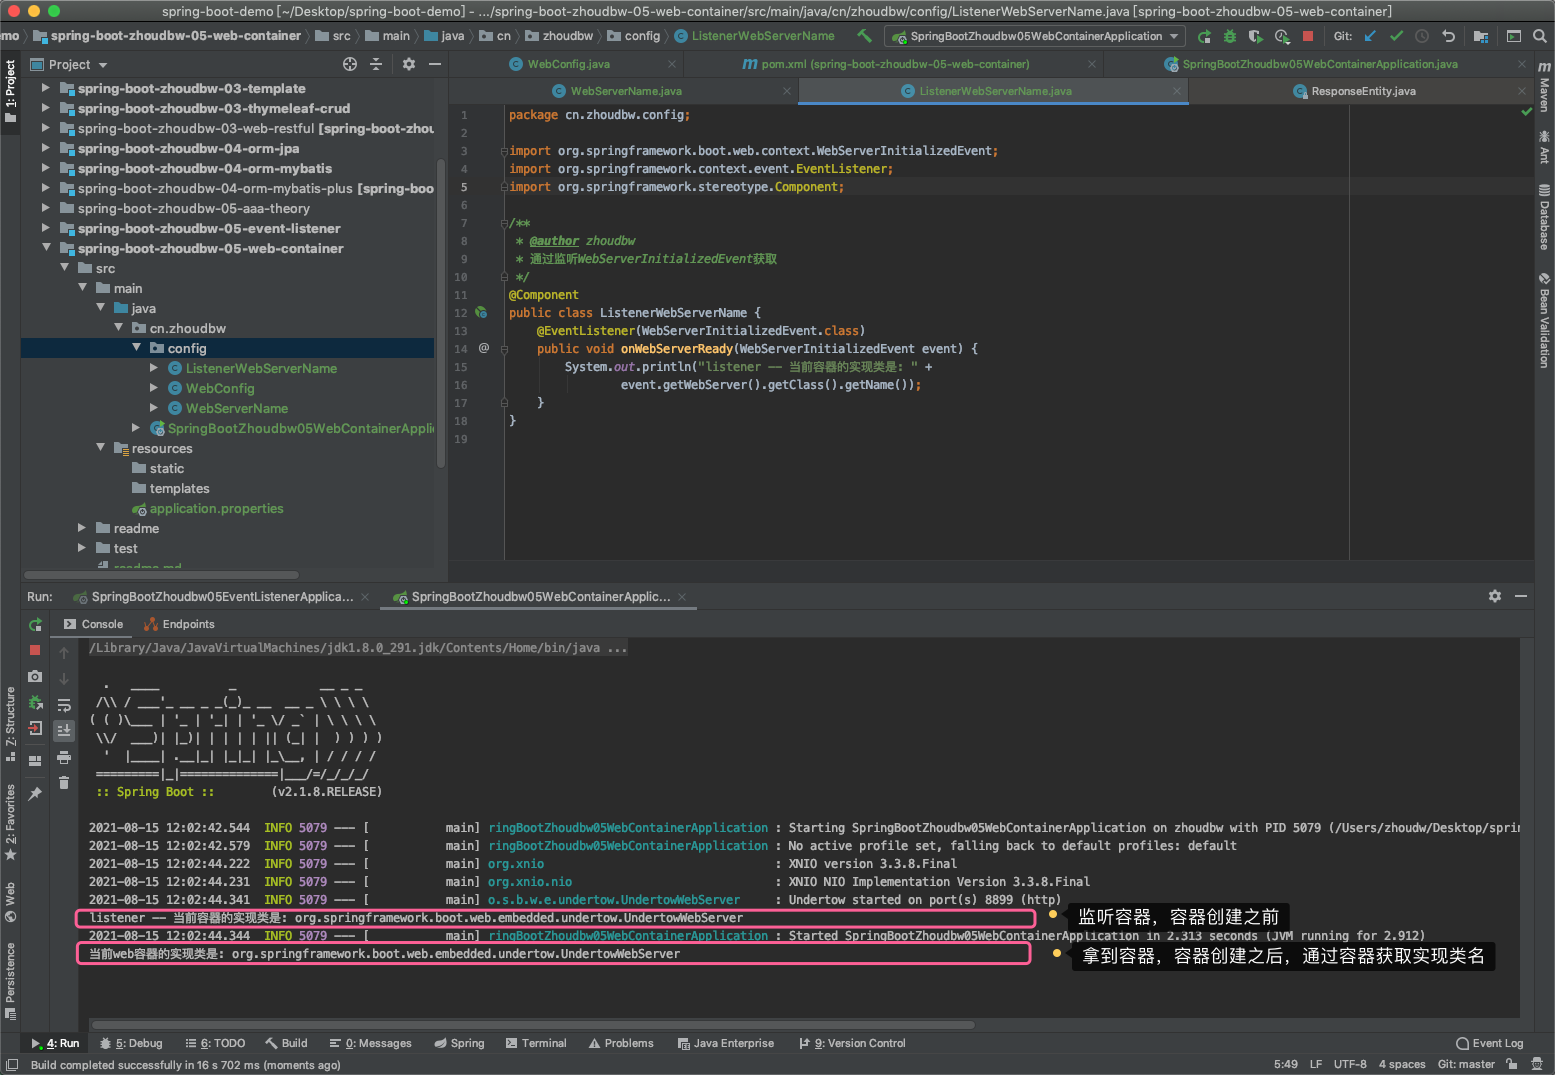 spring-boot-demo [~/Desktop/spring-boot-demo] – .../spring-boot-zhoudbw-05-web-container/src/main/java/cn/zhoudbw/config/ListenerWebServerName.java [spring-boot-zhoudbw-05-web-container]
mo spring-boot-zhoudbw-05-web-container src main java cn zhoudbw config ListenerWebServerName SpringBootZhoudbw05WebContainerApplication Git:
Project
WebConfig.java pom.xml (spring-boot-zhoudbw-05-web-container) SpringBootZhoudbw05WebContainerApplication.java
WebServerName.java ListenerWebServerName.java ResponseEntity.java
1: Project
Z: Structure
2: Favorites
Web
Persistence
Maven
Ant
Database
Bean Validation
spring-boot-zhoudbw-03-template
spring-boot-zhoudbw-03-thymeleaf-crud
spring-boot-zhoudbw-03-web-restful [spring-boot-zhou
spring-boot-zhoudbw-04-orm-jpa
spring-boot-zhoudbw-04-orm-mybatis
spring-boot-zhoudbw-04-orm-mybatis-plus [spring-boo
spring-boot-zhoudbw-05-aaa-theory
spring-boot-zhoudbw-05-event-listener
spring-boot-zhoudbw-05-web-container
src
main
java
cn.zhoudbw
config
ListenerWebServerName
WebConfig
WebServerName
SpringBootZhoudbw05WebContainerAppli
resources
static
templates
application.properties
readme
test
readme.md
1 package cn.zhoudbw.config;
2
3 import org.springframework.boot.web.context.WebServerInitializedEvent;
4 import org.springframework.context.event.EventListener;
5 import org.springframework.stereotype.Component;
6
7 /**
8 * @author zhoudbw
9 * 通过监听WebServerInitializedEvent获取
10 */
11 @Component
12 public class ListenerWebServerName {
13 @EventListener(WebServerInitializedEvent.class)
14 @ public void onWebServerReady(WebServerInitializedEvent event) {
15 System.out.println("listener —— 当前容器的实现类是: " +
16 event.getWebServer().getClass().getName());
17 }
18 }
19
Run: SpringBootZhoudbw05EventListenerApplica... SpringBootZhoudbw05WebContainerApplic...
Console Endpoints
/Library/Java/JavaVirtualMachines/jdk1.8.0_291.jdk/Contents/Home/bin/java ...
  .   ____          _            __ _ _
 /\\ / ___'_ __ _ _(_)_ __  __ _ \ \ \ \
( ( )\___ | '_ | '_| | '_ \/ _` | \ \ \ \
 \\/  ___)| |_)| | | | | || (_| |  ) ) ) )
  '  |____| .__|_| |_|_| |_\__, | / / / /
 =========|_|==============|___/=/_/_/_/
:: Spring Boot :: (v2.1.8.RELEASE)
2021-08-15 12:02:42.544 INFO 5079 --- [ main] ringBootZhoudbw05WebContainerApplication : Starting SpringBootZhoudbw05WebContainerApplication on zhoudbw with PID 5079 (/Users/zhoudw/Desktop/sprin
2021-08-15 12:02:42.579 INFO 5079 --- [ main] ringBootZhoudbw05WebContainerApplication : No active profile set, falling back to default profiles: default
2021-08-15 12:02:44.222 INFO 5079 --- [ main] org.xnio : XNIO version 3.3.8.Final
2021-08-15 12:02:44.231 INFO 5079 --- [ main] org.xnio.nio : XNIO NIO Implementation Version 3.3.8.Final
2021-08-15 12:02:44.341 INFO 5079 --- [ main] o.s.b.w.e.undertow.UndertowWebServer : Undertow started on port(s) 8899 (http)
listener —— 当前容器的实现类是: org.springframework.boot.web.embedded.undertow.UndertowWebServer
监听容器，容器创建之前
2021-08-15 12:02:44.344 INFO 5079 --- [ main] ringBootZhoudbw05WebContainerApplication : Started SpringBootZhoudbw05WebContainerApplication in 2.313 seconds (JVM running for 2.912)
当前web容器的实现类是: org.springframework.boot.web.embedded.undertow.UndertowWebServer
拿到容器，容器创建之后，通过容器获取实现类名
4: Run 5: Debug 6: TODO Build 0: Messages Spring Terminal Problems Java Enterprise 9: Version Control Event Log
Build completed successfully in 16 s 702 ms (moments ago) 5:49 LF UTF-8 4 spaces Git: master